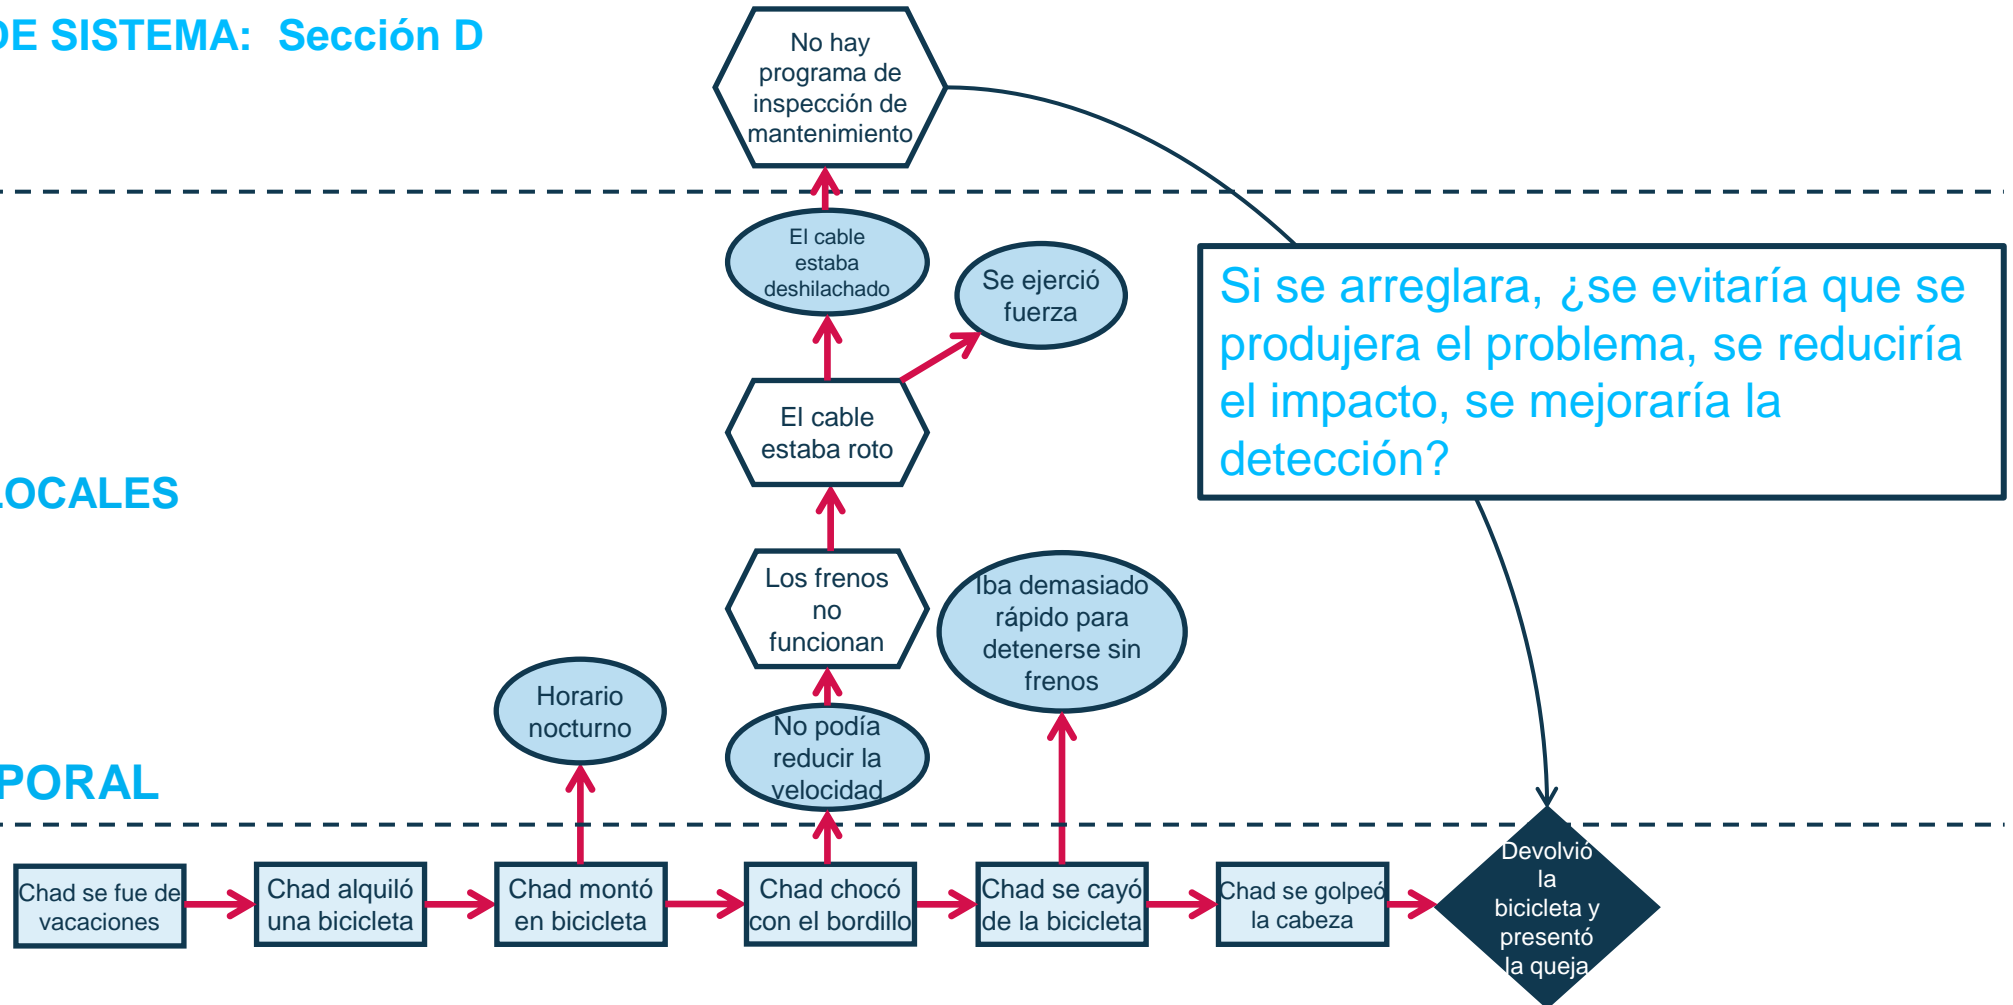 DE SISTEMA: Sección D
No hay
programa de
inspección de
mantenimiento
El cable
estaba
deshilachado
Se ejerció
fuerza
Si se arreglara, ¿se evitaría que se
produjera el problema, se reduciría
el impacto, se mejoraría la
detección?
El cable
estaba roto
LOCALES
Los frenos
no
funcionan
Iba demasiado
rápido para
detenerse sin
frenos
Horario
nocturno
No podía
reducir la
velocidad
PORAL
Chad se fue de
vacaciones
Chad alquiló
una bicicleta
Chad montó
en bicicleta
Chad chocó
con el bordillo
Chad se cayó
de la bicicleta
Chad se golpeó
la cabeza
Devolvió
la
bicicleta y
presentó
la queja